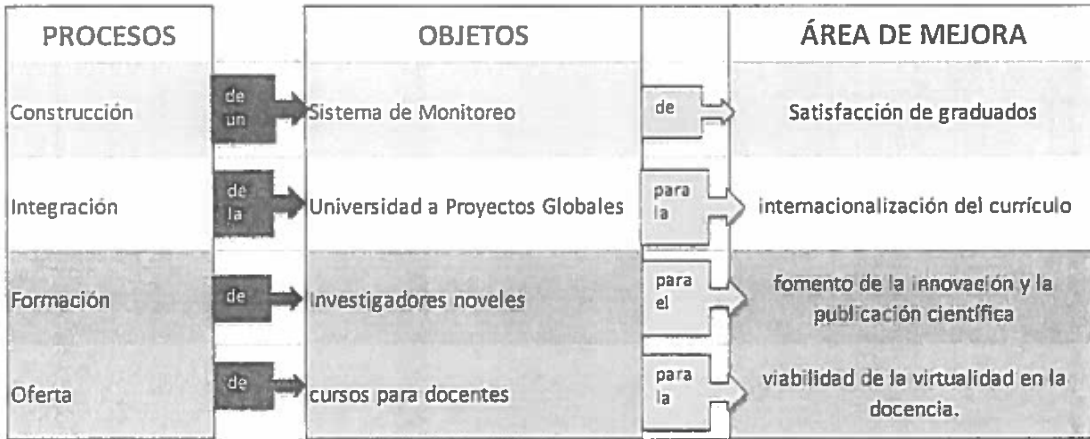 PROCESOS OBJETOS ÁREA DE MEJORA
Construcción de un Sistema de Monitoreo de Satisfacción de graduados
Integración de la Universidad a Proyectos Globales para la internacionalización del currículo
Formación de Investigadores noveles para el fomento de la innovación y la
publicación científica
Oferta de cursos para docentes para la viabilidad de la virtualidad en la
docencia.